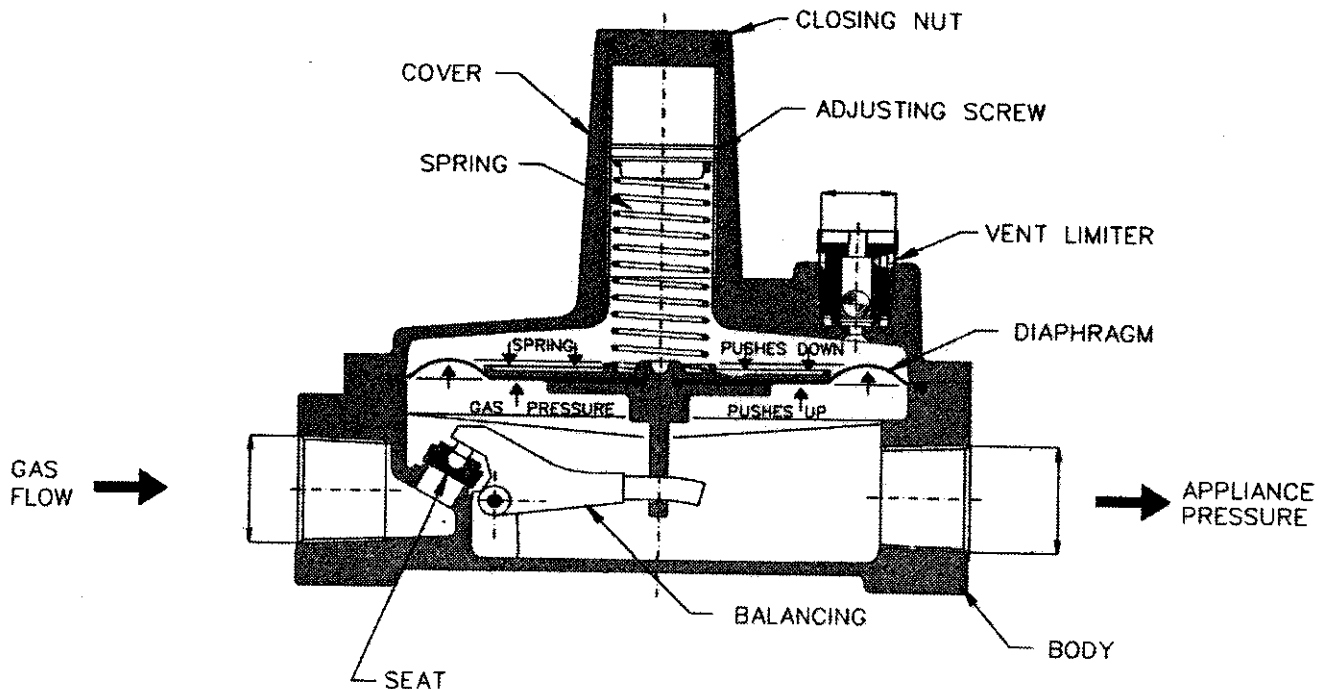 CLOSING NUT
COVER
ADJUSTING SCREW
SPRING
VENT LIMITER
DIAPHRAGM
SPRING
PUSHES DOWN
GAS PRESSURE
PUSHES UP
GAS
FLOW
APPLIANCE
PRESSURE
BALANCING
BODY
SEAT